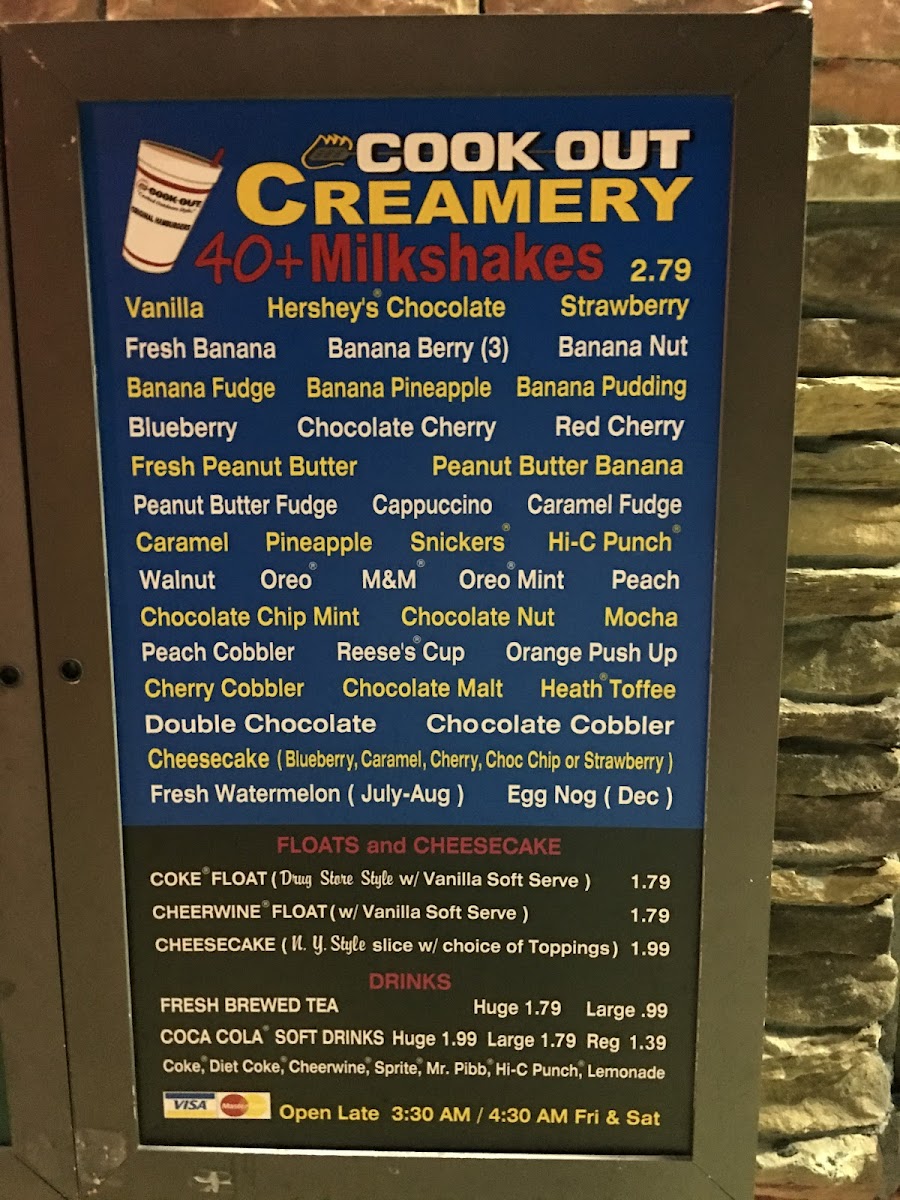 COOK OUT
COOK-OUT
CREAMERY
ORIGINAL HAMBURGERS
40+ Milkshakes 2.79
Vanilla Hershey's® Chocolate Strawberry
Fresh Banana Banana Berry (3) Banana Nut
Banana Fudge Banana Pineapple Banana Pudding
Blueberry Chocolate Cherry Red Cherry
Fresh Peanut Butter Peanut Butter Banana
Peanut Butter Fudge Cappuccino Caramel Fudge
Caramel Pineapple Snickers® Hi-C Punch®
Walnut Oreo® M&M® Oreo® Mint Peach
Chocolate Chip Mint Chocolate Nut Mocha
Peach Cobbler Reese's® Cup Orange Push Up
Cherry Cobbler Chocolate Malt Heath® Toffee
Double Chocolate Chocolate Cobbler
Cheesecake ( Blueberry, Caramel, Cherry, Choc Chip or Strawberry )
Fresh Watermelon ( July-Aug ) Egg Nog ( Dec )
FLOATS and CHEESECAKE
COKE® FLOAT ( Drug Store Style w/ Vanilla Soft Serve ) 1.79
CHEERWINE® FLOAT ( w/ Vanilla Soft Serve ) 1.79
CHEESECAKE ( N. Y. Style slice w/ choice of Toppings ) 1.99
DRINKS
FRESH BREWED TEA Huge 1.79 Large .99
COCA COLA® SOFT DRINKS Huge 1.99 Large 1.79 Reg 1.39
Coke®, Diet Coke®, Cheerwine®, Sprite®, Mr. Pibb®, Hi-C Punch®, Lemonade
VISA MasterCard Open Late 3:30 AM / 4:30 AM Fri & Sat